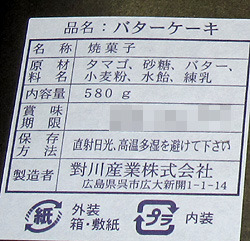 品名：バターケーキ
名称 焼菓子
原材料名 タマゴ、砂糖、バター、
小麦粉、水飴、練乳
内容量 580g
賞味期限
保存方法 直射日光、高温多湿を避けて下さい
製造者 對川産業株式会社
広島県呉市広大新開1-1-14
紙 外装 箱・敷紙
プラ 内装